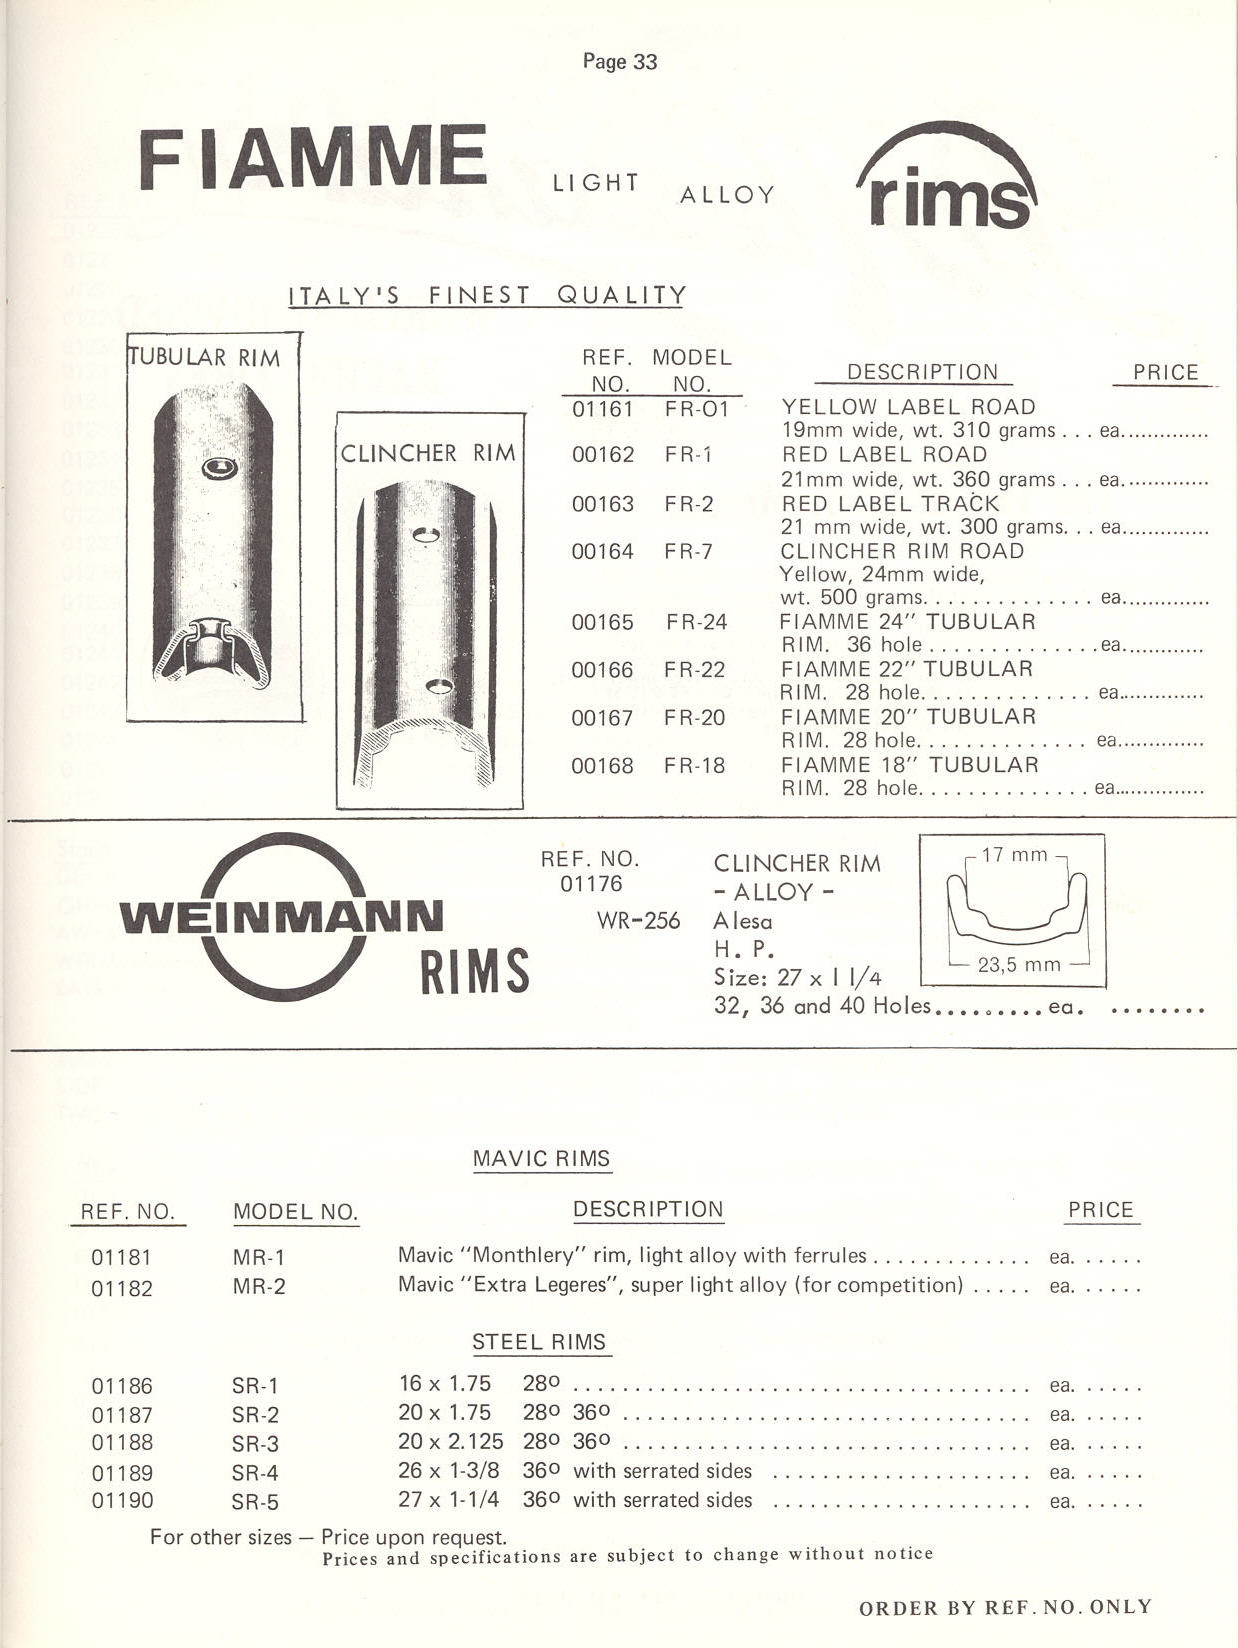 Page 33
FIAMME LIGHT ALLOY rims
ITALY'S FINEST QUALITY
TUBULAR RIM
CLINCHER RIM
REF. NO. MODEL NO. DESCRIPTION PRICE
01161 FR-01 YELLOW LABEL ROAD
19mm wide, wt. 310 grams . . . ea.............
00162 FR-1 RED LABEL ROAD
21mm wide, wt. 360 grams . . . ea.............
00163 FR-2 RED LABEL TRACK
21 mm wide, wt. 300 grams. . . ea.............
00164 FR-7 CLINCHER RIM ROAD
Yellow, 24mm wide,
wt. 500 grams. . . . . . . . . . . . . . ea.............
00165 FR-24 FIAMME 24" TUBULAR
RIM. 36 hole . . . . . . . . . . . . . . ea.............
00166 FR-22 FIAMME 22" TUBULAR
RIM. 28 hole. . . . . . . . . . . . . . ea.............
00167 FR-20 FIAMME 20" TUBULAR
RIM. 28 hole. . . . . . . . . . . . . . ea.............
00168 FR-18 FIAMME 18" TUBULAR
RIM. 28 hole. . . . . . . . . . . . . . ea.............
WEINMANN
RIMS
REF. NO.
01176
WR-256
CLINCHER RIM
- ALLOY -
Alesa
H. P.
Size: 27 x 1 1/4
32, 36 and 40 Holes.......... ea. ........
17 mm
23,5 mm
MAVIC RIMS
REF. NO. MODEL NO. DESCRIPTION PRICE
01181 MR-1 Mavic "Monthlery" rim, light alloy with ferrules . . . . . . . . . . . . . ea. . . . . .
01182 MR-2 Mavic "Extra Legeres", super light alloy (for competition) . . . . . ea. . . . . .
STEEL RIMS
01186 SR-1 16 x 1.75 28º . . . . . . . . . . . . . . . . . . . . . . . . . . . . . . . . . . . . . ea. . . . . .
01187 SR-2 20 x 1.75 28º 36º . . . . . . . . . . . . . . . . . . . . . . . . . . . . . . . . . ea. . . . . .
01188 SR-3 20 x 2.125 28º 36º . . . . . . . . . . . . . . . . . . . . . . . . . . . . . . . . . ea. . . . . .
01189 SR-4 26 x 1-3/8 36º with serrated sides . . . . . . . . . . . . . . . . . . . . . ea. . . . . .
01190 SR-5 27 x 1-1/4 36º with serrated sides . . . . . . . . . . . . . . . . . . . . . ea. . . . . .
For other sizes — Price upon request.
Prices and specifications are subject to change without notice
ORDER BY REF. NO. ONLY